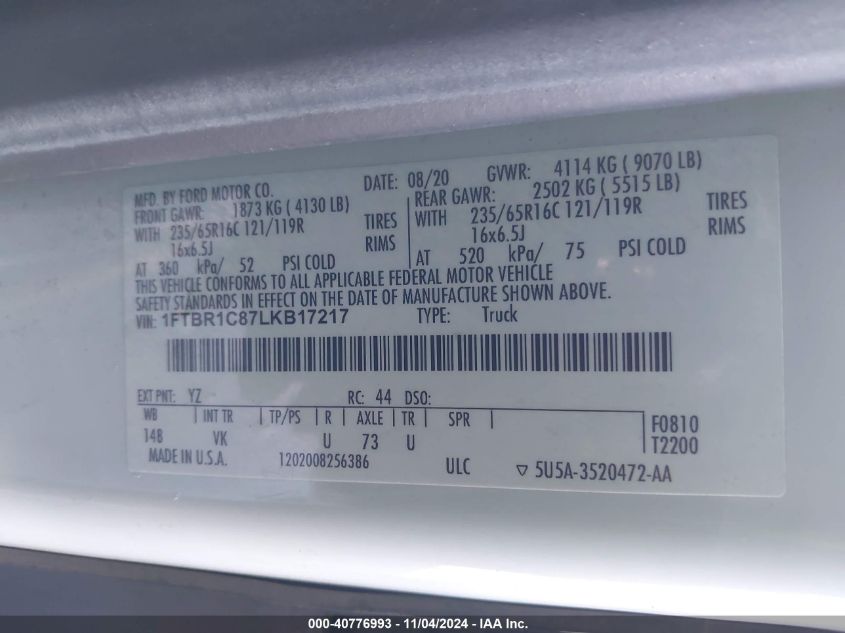 MFD. BY FORD MOTOR CO. DATE: 08/20 GVWR: 4114 KG ( 9070 LB)
FRONT GAWR: 1873 KG ( 4130 LB) REAR GAWR: 2502 KG ( 5515 LB)
WITH 235/65R16C 121/119R TIRES WITH 235/65R16C 121/119R TIRES
16x6.5J RIMS 16x6.5J RIMS
AT 360 kPa/ 52 PSI COLD AT 520 kPa/ 75 PSI COLD
THIS VEHICLE CONFORMS TO ALL APPLICABLE FEDERAL MOTOR VEHICLE
SAFETY STANDARDS IN EFFECT ON THE DATE OF MANUFACTURE SHOWN ABOVE.
VIN: 1FTBR1C87LKB17217 TYPE: Truck
EXT PNT: YZ RC: 44 DSO:
WB INT TR TP/PS R AXLE TR SPR F0810
148 VK U 73 U T2200
MADE IN U.S.A. 1202008256386 ULC ▽ 5U5A-3520472-AA
000-40776993 - 11/04/2024 - IAA Inc.